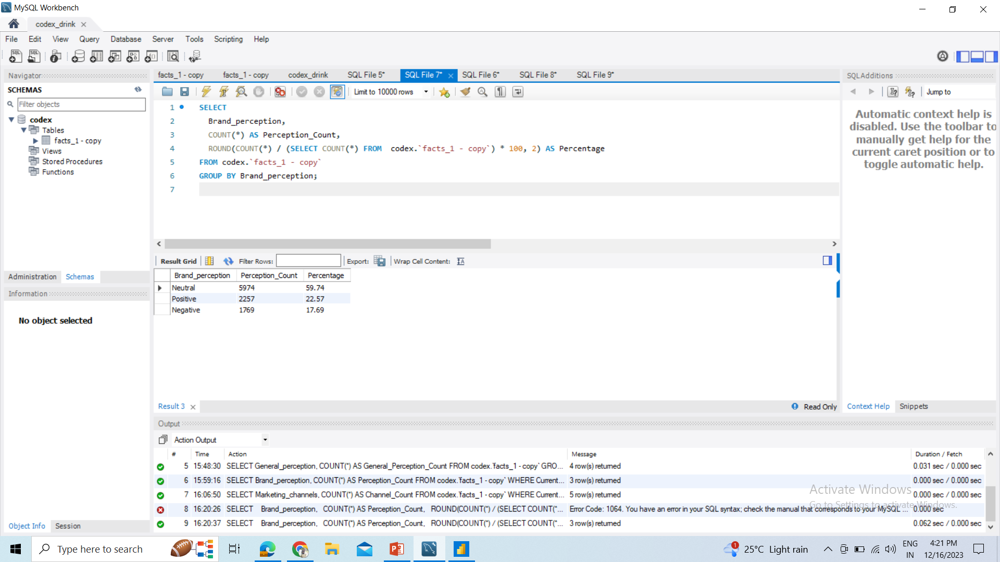 MySQL Workbench
codex_drink
File Edit View Query Database Server Tools Scripting Help
Navigator
SCHEMAS
Filter objects
codex
Tables
facts_1 - copy
Views
Stored Procedures
Functions
Administration Schemas
Information
No object selected
Object Info Session
facts_1 - copy facts_1 - copy codex_drink SQL File 5* SQL File 7* SQL File 6* SQL File 8* SQL File 9*
Limit to 10000 rows
1 SELECT
2 Brand_perception,
3 COUNT(*) AS Perception_Count,
4 ROUND(COUNT(*) / (SELECT COUNT(*) FROM codex.`facts_1 - copy`) * 100, 2) AS Percentage
5 FROM codex.`facts_1 - copy`
6 GROUP BY Brand_perception;
7
Result Grid Filter Rows: Export: Wrap Cell Content:
Brand_perception Perception_Count Percentage
Neutral 5974 59.74
Positive 2257 22.57
Negative 1769 17.69
Result 3 Read Only
SQLAdditions
Jump to
Automatic context help is
disabled. Use the toolbar to
manually get help for the
current caret position or to
toggle automatic help.
Context Help Snippets
Output
Action Output
# Time Action Message Duration / Fetch
5 15:48:30 SELECT General_perception, COUNT(*) AS General_Perception_Count FROM codex.`facts_1 - copy` GRO... 4 row(s) returned 0.031 sec / 0.000 sec
6 15:59:16 SELECT Brand_perception, COUNT(*) AS Perception_Count FROM codex.`facts_1 - copy` WHERE Current... 3 row(s) returned 0.000 sec / 0.000 sec
7 16:06:50 SELECT Marketing_channels, COUNT(*) AS Channel_Count FROM codex.`facts_1 - copy` WHERE Current... 5 row(s) returned 0.000 sec / 0.000 sec
8 16:20:26 SELECT Brand_perception, COUNT(*) AS Perception_Count, ROUND(COUNT(*) / (SELECT COUNT(*... Error Code: 1064. You have an error in your SQL syntax; check the manual that corresponds to your MySQL ... 0.000 sec
9 16:20:37 SELECT Brand_perception, COUNT(*) AS Perception_Count, ROUND(COUNT(*) / (SELECT COUNT(*... 3 row(s) returned 0.062 sec / 0.000 sec
Activate Windows
Go to Settings to activate Windows.
Type here to search
1
25°C Light rain
ENG
IN
4:21 PM
12/16/2023